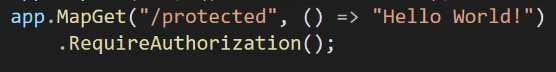 app.MapGet("/protected", () => "Hello World!")
    .RequireAuthorization();